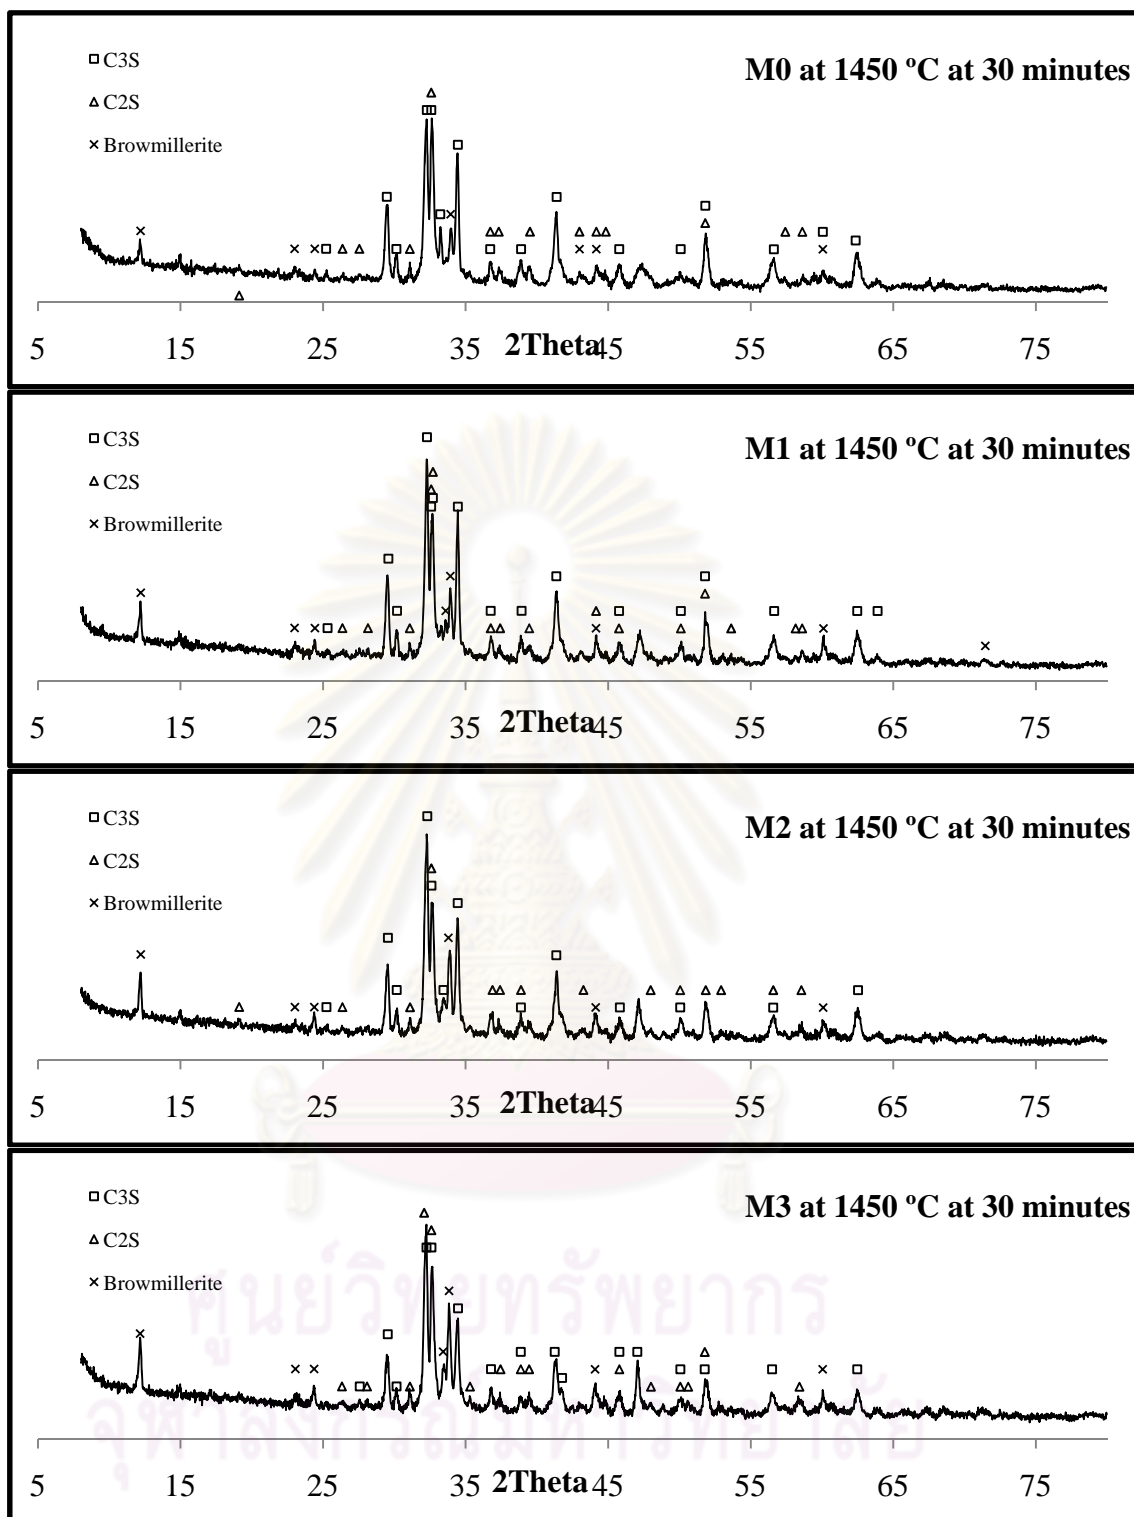 C3S
M0 at 1450 ºC at 30 minutes
C2S
Browmillerite
5 15 25 35 2Theta 45 55 65 75
C3S
M1 at 1450 ºC at 30 minutes
C2S
Browmillerite
5 15 25 35 2Theta 45 55 65 75
C3S
M2 at 1450 ºC at 30 minutes
C2S
Browmillerite
5 15 25 35 2Theta 45 55 65 75
C3S
M3 at 1450 ºC at 30 minutes
C2S
Browmillerite
ศูนย์วิทยทรัพยากร
จุฬาลงกรณ์มหาวิทยาลัย
5 15 25 35 2Theta 45 55 65 75